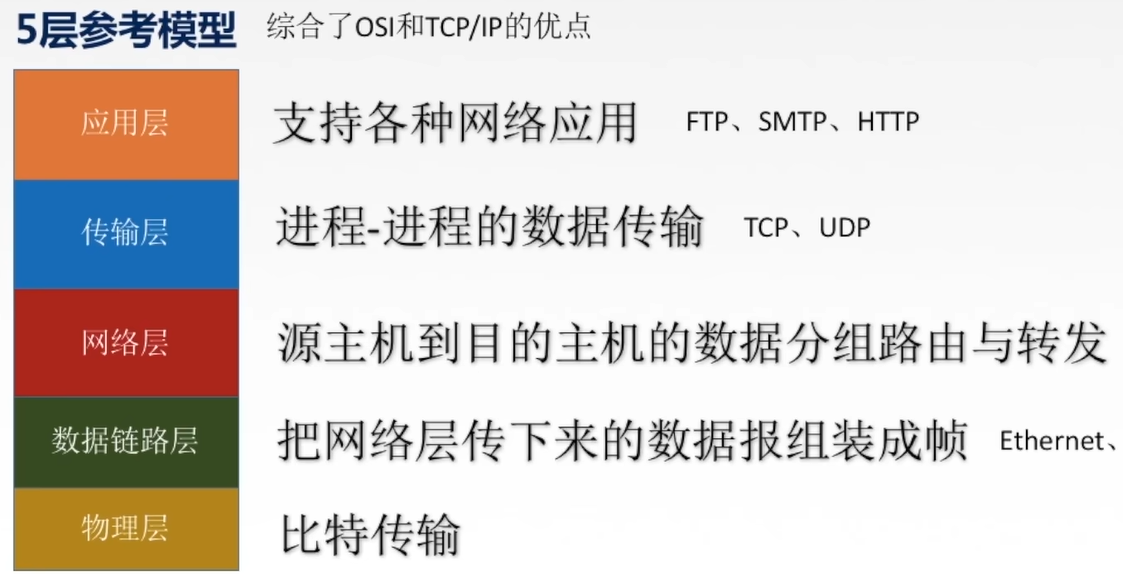 5层参考模型 综合了OSI和TCP/IP的优点
应用层 支持各种网络应用 FTP、SMTP、HTTP
传输层 进程-进程的数据传输 TCP、UDP
网络层 源主机到目的主机的数据分组路由与转发
数据链路层 把网络层传下来的数据报组装成帧 Ethernet、
物理层 比特传输